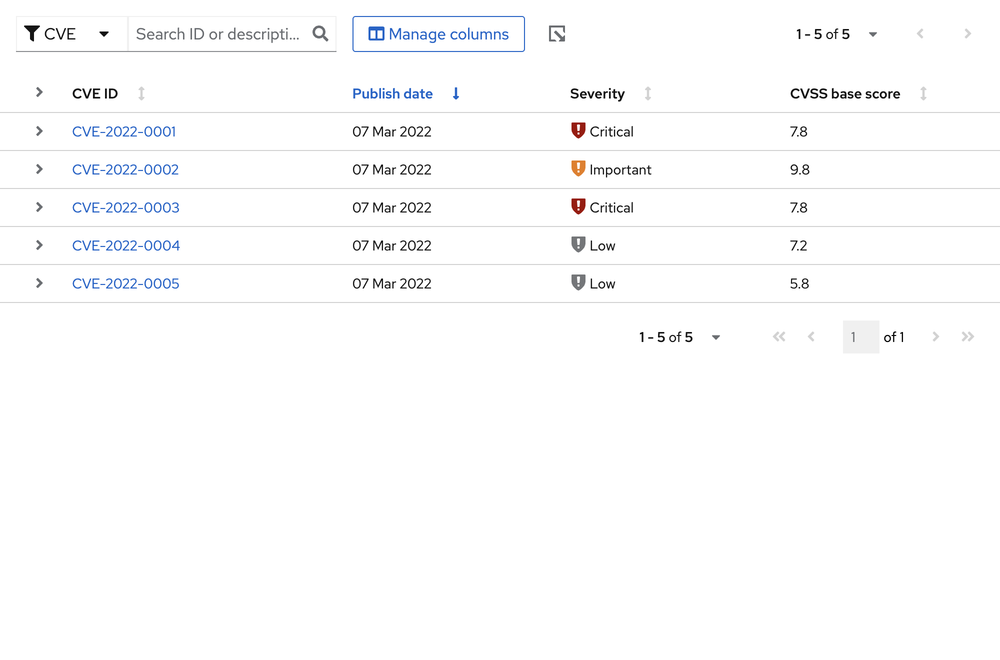 CVE Search ID or descripti... Manage columns 1 - 5 of 5
CVE ID Publish date Severity CVSS base score
CVE-2022-0001 07 Mar 2022 Critical 7.8
CVE-2022-0002 07 Mar 2022 Important 9.8
CVE-2022-0003 07 Mar 2022 Critical 7.8
CVE-2022-0004 07 Mar 2022 Low 7.2
CVE-2022-0005 07 Mar 2022 Low 5.8
1 - 5 of 5 1 of 1